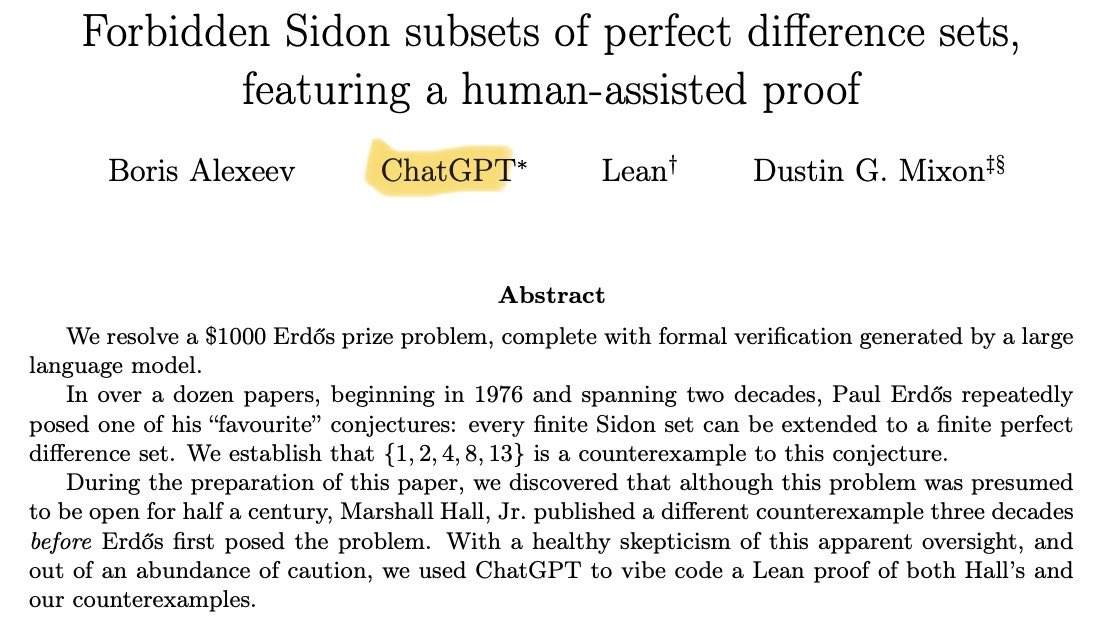 Forbidden Sidon subsets of perfect difference sets,
featuring a human-assisted proof
Boris Alexeev ChatGPT* Lean† Dustin G. Mixon‡§
Abstract
We resolve a $1000 Erdős prize problem, complete with formal verification generated by a large
language model.
In over a dozen papers, beginning in 1976 and spanning two decades, Paul Erdős repeatedly
posed one of his “favourite” conjectures: every finite Sidon set can be extended to a finite perfect
difference set. We establish that {1, 2, 4, 8, 13} is a counterexample to this conjecture.
During the preparation of this paper, we discovered that although this problem was presumed
to be open for half a century, Marshall Hall, Jr. published a different counterexample three decades
before Erdős first posed the problem. With a healthy skepticism of this apparent oversight, and
out of an abundance of caution, we used ChatGPT to vibe code a Lean proof of both Hall’s and
our counterexamples.